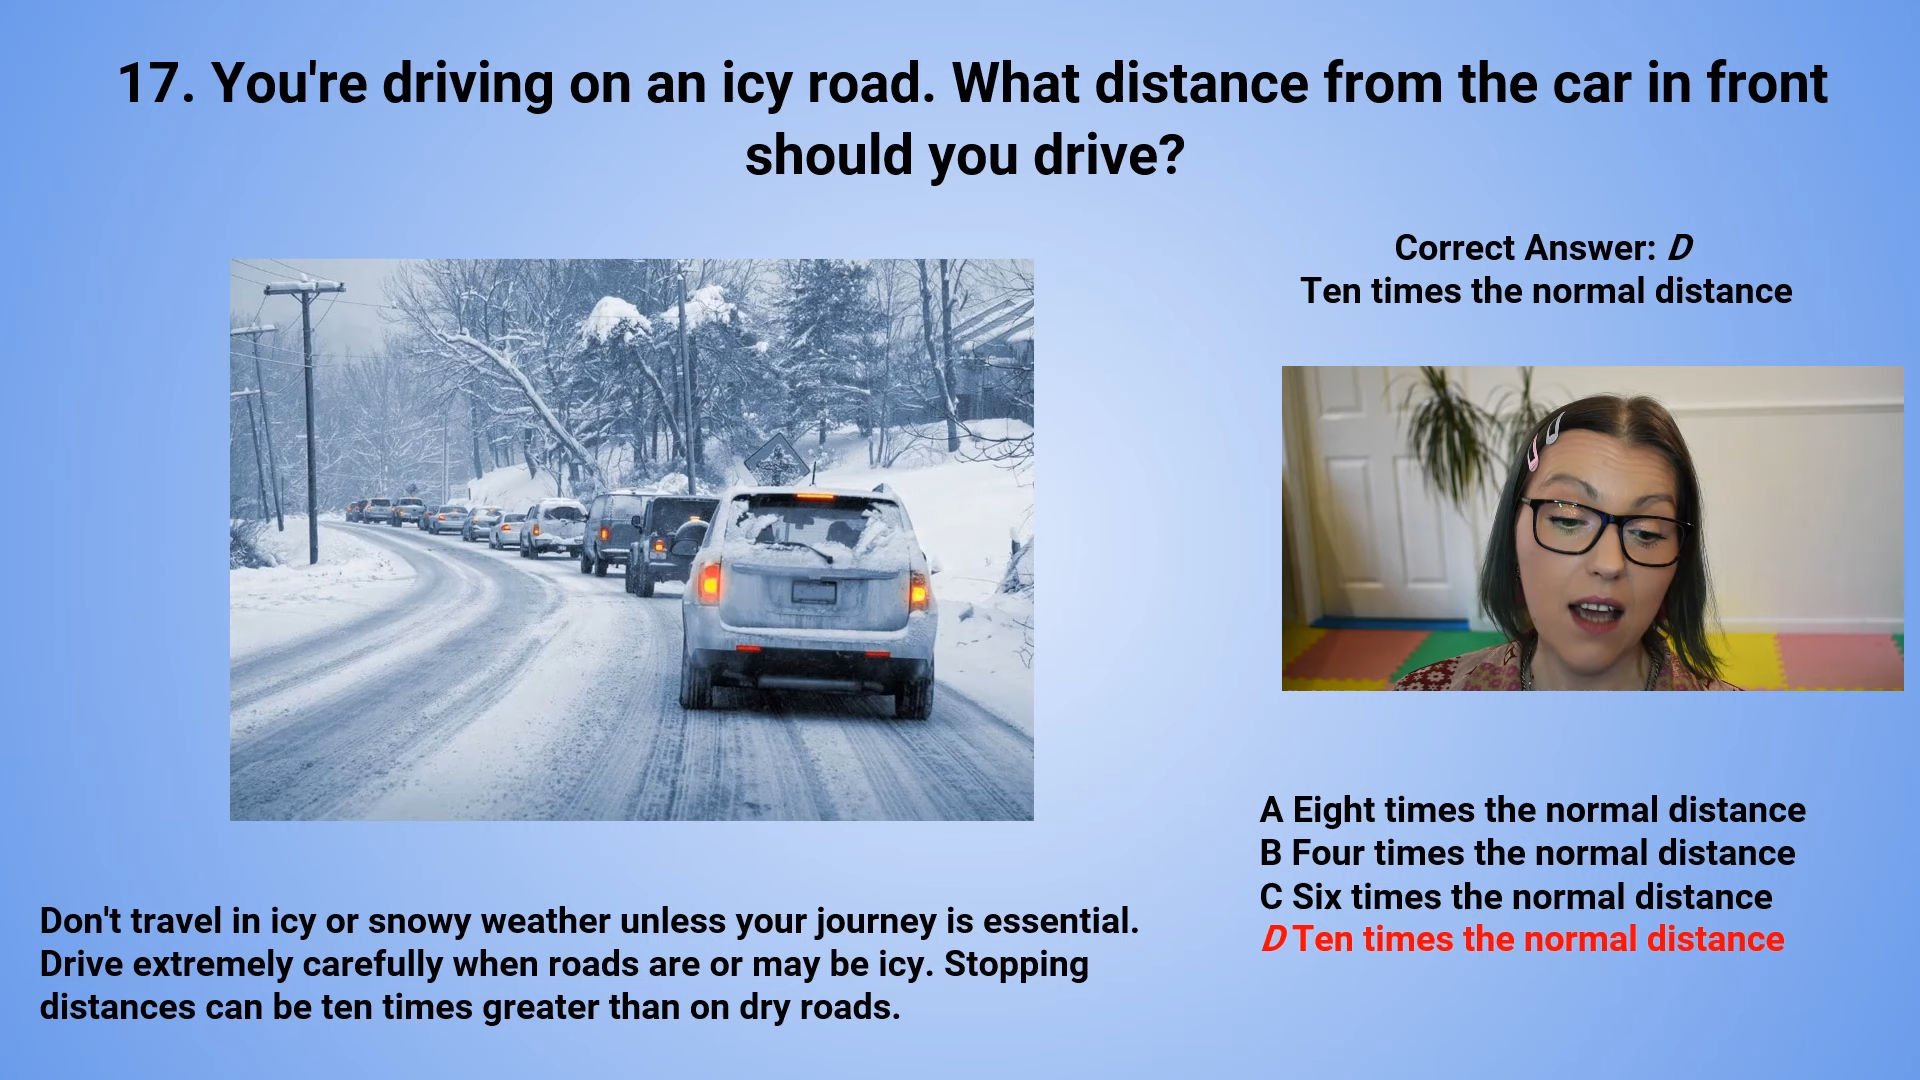 17. You're driving on an icy road. What distance from the car in front
should you drive?
Correct Answer: D
Ten times the normal distance
A Eight times the normal distance
B Four times the normal distance
C Six times the normal distance
D Ten times the normal distance
Don't travel in icy or snowy weather unless your journey is essential.
Drive extremely carefully when roads are or may be icy. Stopping
distances can be ten times greater than on dry roads.